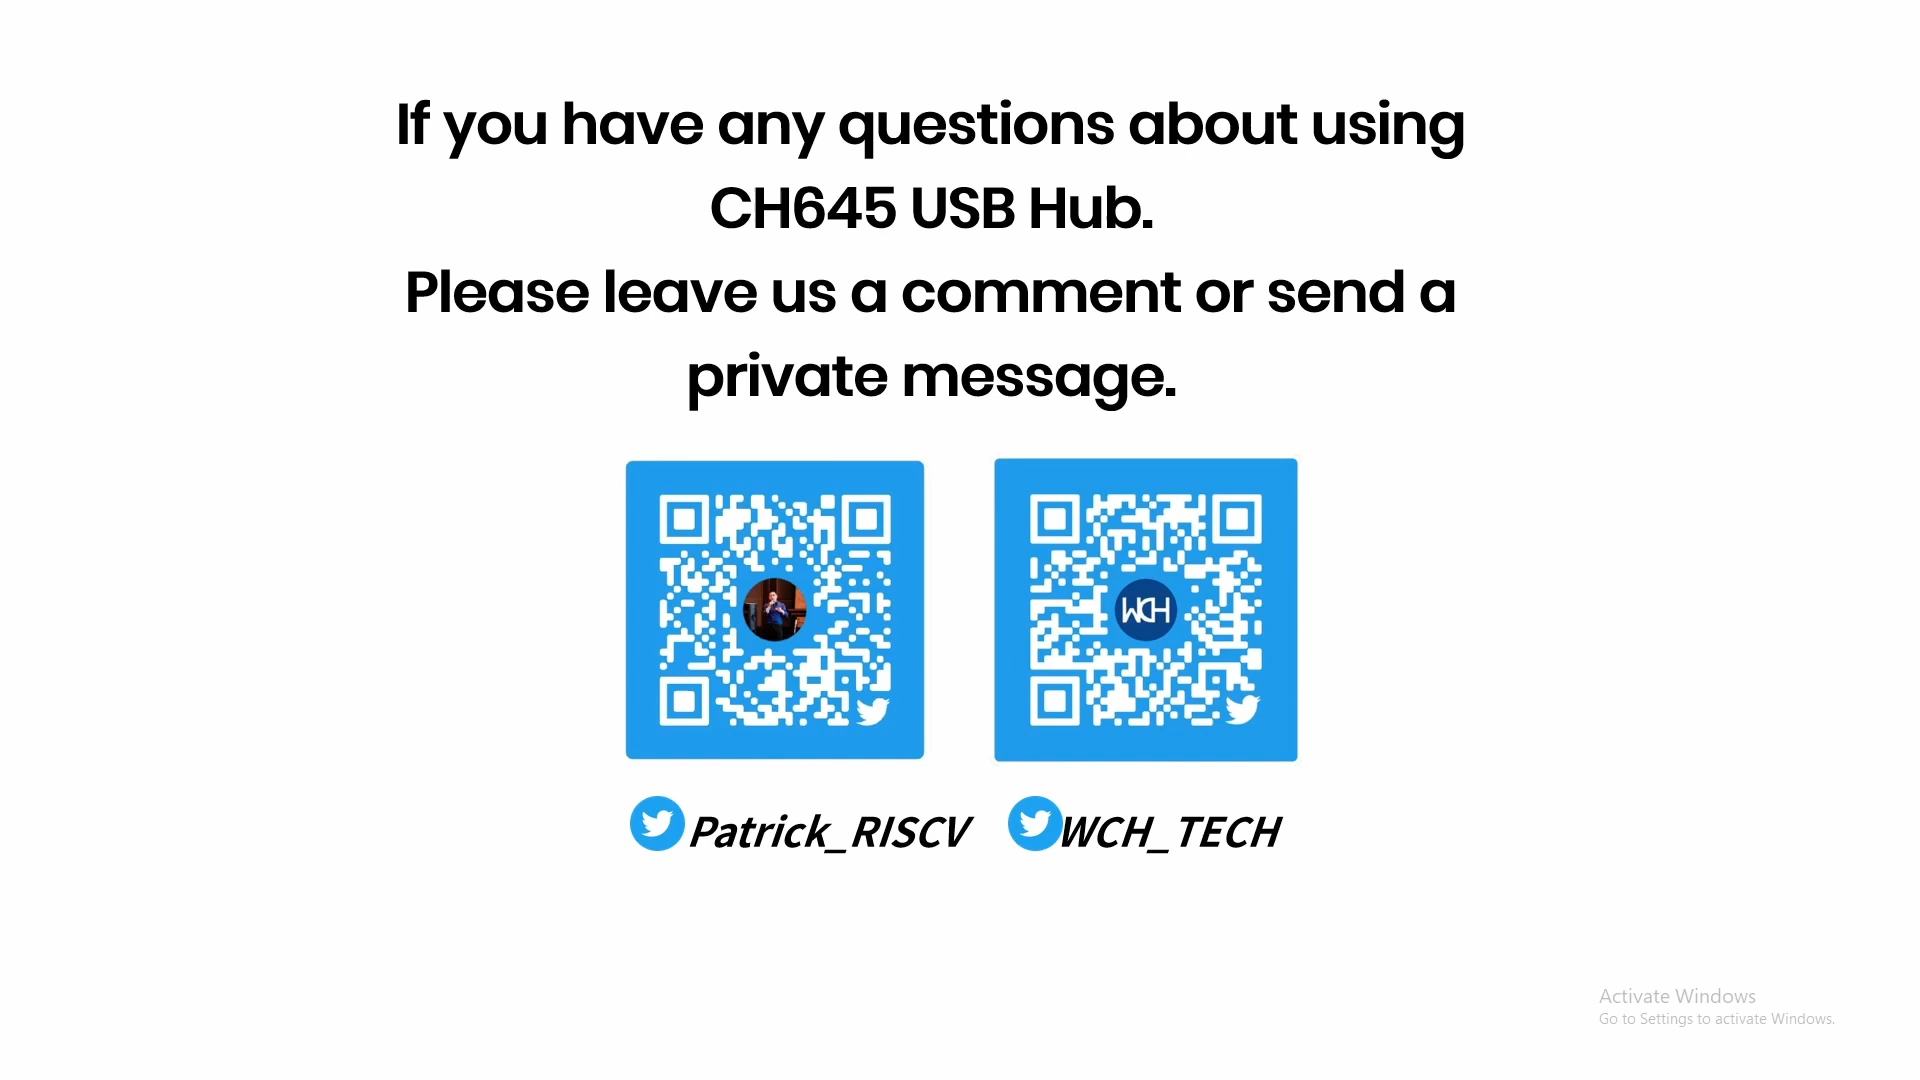 If you have any questions about using
CH645 USB Hub.
Please leave us a comment or send a
private message.
WCH
Patrick_RISCV
WCH_TECH
Activate Windows
Go to Settings to activate Windows.